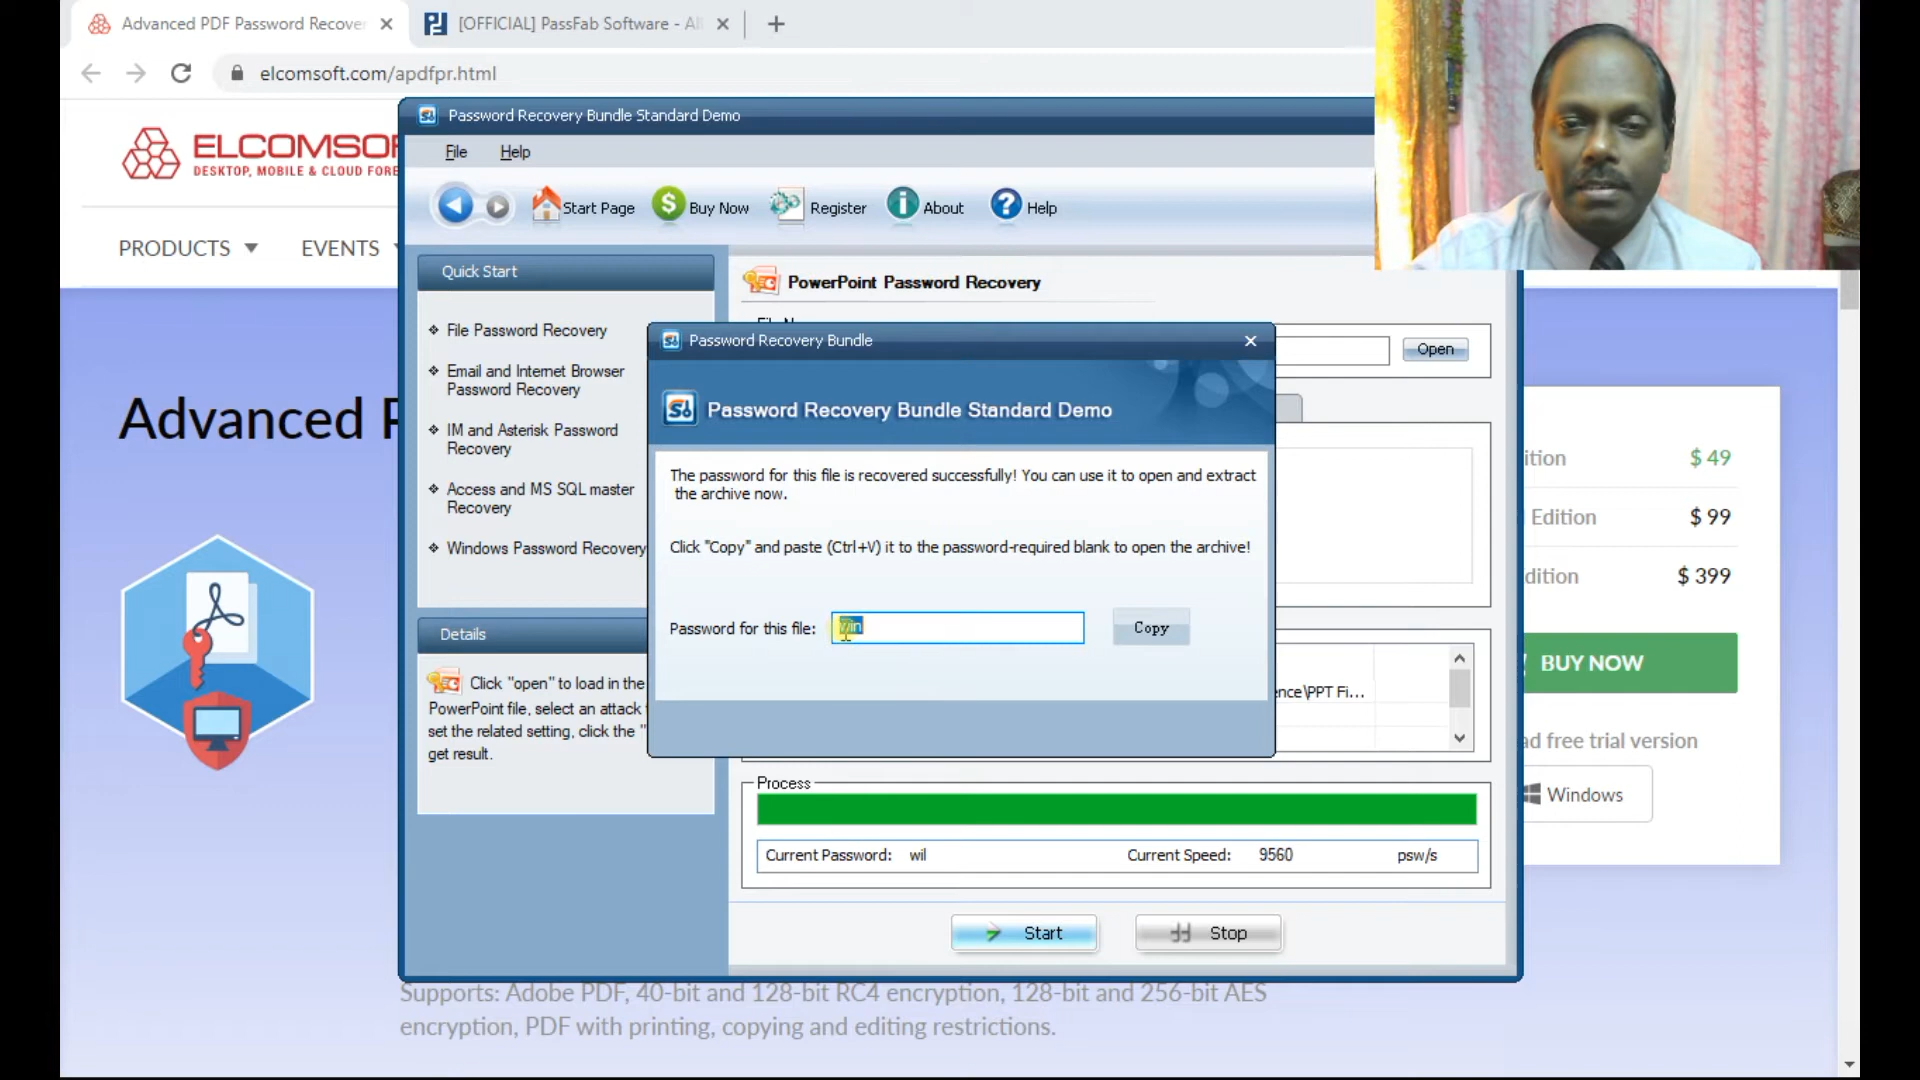 Advanced PDF Password Recover
[OFFICIAL] PassFab Software - Al
elcomsoft.com/apdfpr.html
Password Recovery Bundle Standard Demo
File Help
ELCOMSO
DESKTOP, MOBILE & CLOUD FORE
Start Page Buy Now Register About Help
PRODUCTS EVENTS
Quick Start
PowerPoint Password Recovery
File Password Recovery
Email and Internet Browser
Password Recovery
IM and Asterisk Password
Recovery
Access and MS SQL master
Recovery
Windows Password Recovery
Open
Password Recovery Bundle
Password Recovery Bundle Standard Demo
The password for this file is recovered successfully! You can use it to open and extract
the archive now.
Click "Copy" and paste (Ctrl+V) it to the password-required blank to open the archive!
Password for this file:
Copy
Advanced
ition $ 49
Edition $ 99
dition $ 399
BUY NOW
ad free trial version
Windows
Details
Click "open" to load in the
PowerPoint file, select an attack
set the related setting, click the "
get result.
ence\PPT Fi...
Process
Current Password: wil Current Speed: 9560 psw/s
Start Stop
Supports: Adobe PDF, 40-bit and 128-bit RC4 encryption, 128-bit and 256-bit AES
encryption, PDF with printing, copying and editing restrictions.